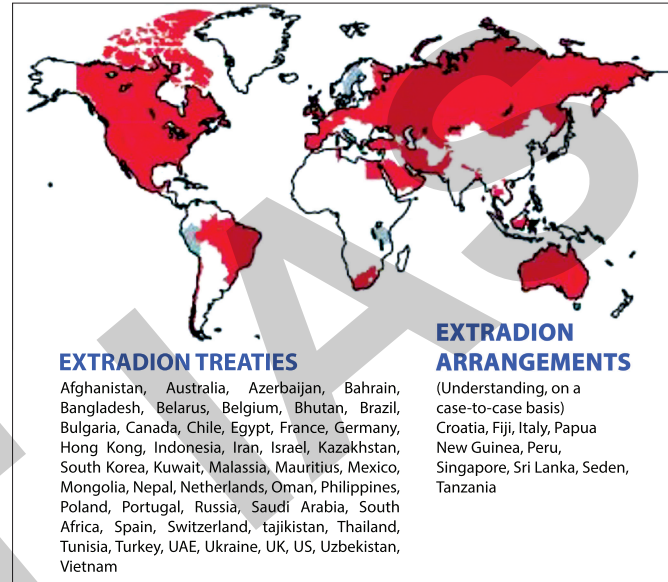 EXTRADION TREATIES
Afghanistan, Australia, Azerbaijan, Bahrain,
Bangladesh, Belarus, Belgium, Bhutan, Brazil,
Bulgaria, Canada, Chile, Egypt, France, Germany,
Hong Kong, Indonesia, Iran, Israel, Kazakhstan,
South Korea, Kuwait, Malassia, Mauritius, Mexico,
Mongolia, Nepal, Netherlands, Oman, Philippines,
Poland, Portugal, Russia, Saudi Arabia, South
Africa, Spain, Switzerland, tajikistan, Thailand,
Tunisia, Turkey, UAE, Ukraine, UK, US, Uzbekistan,
Vietnam
EXTRADION
ARRANGEMENTS
(Understanding, on a
case-to-case basis)
Croatia, Fiji, Italy, Papua
New Guinea, Peru,
Singapore, Sri Lanka, Seden,
Tanzania
IAS